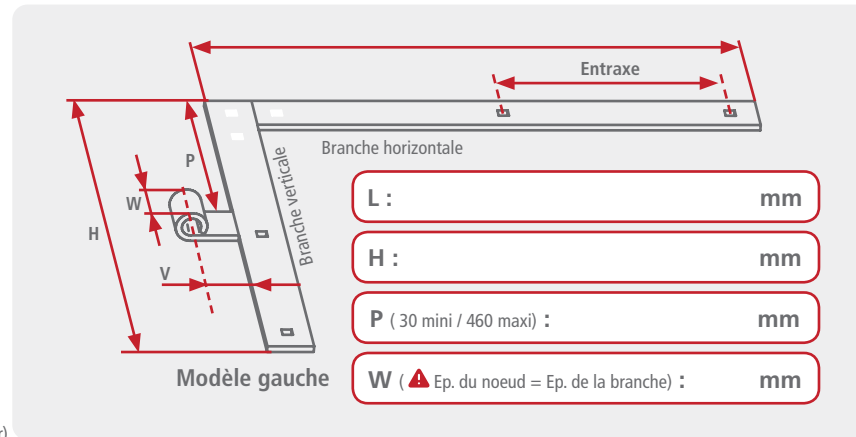 Entraxe
Branche horizontale
P
Branche verticale
W
H
V
Modèle gauche
L : mm
H : mm
P ( 30 mini / 460 maxi) : mm
W ( Ep. du noeud = Ep. de la branche) : mm
r)